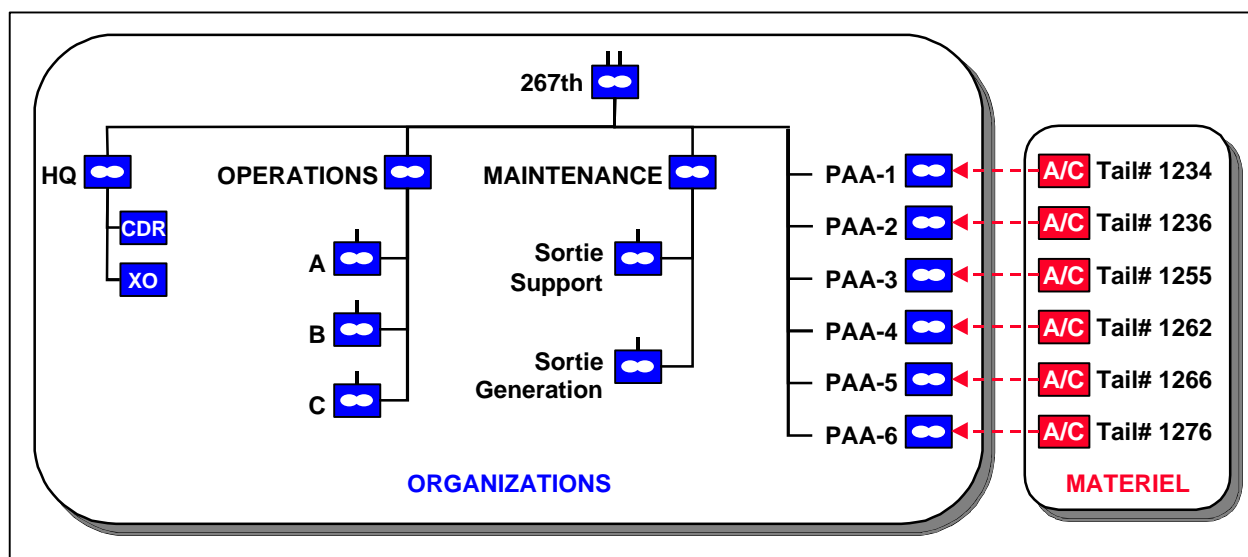 267th
HQ
OPERATIONS
MAINTENANCE
CDR
XO
A
B
C
Sortie
Support
Sortie
Generation
PAA-1
PAA-2
PAA-3
PAA-4
PAA-5
PAA-6
ORGANIZATIONS
A/C Tail# 1234
A/C Tail# 1236
A/C Tail# 1255
A/C Tail# 1262
A/C Tail# 1266
A/C Tail# 1276
MATERIEL